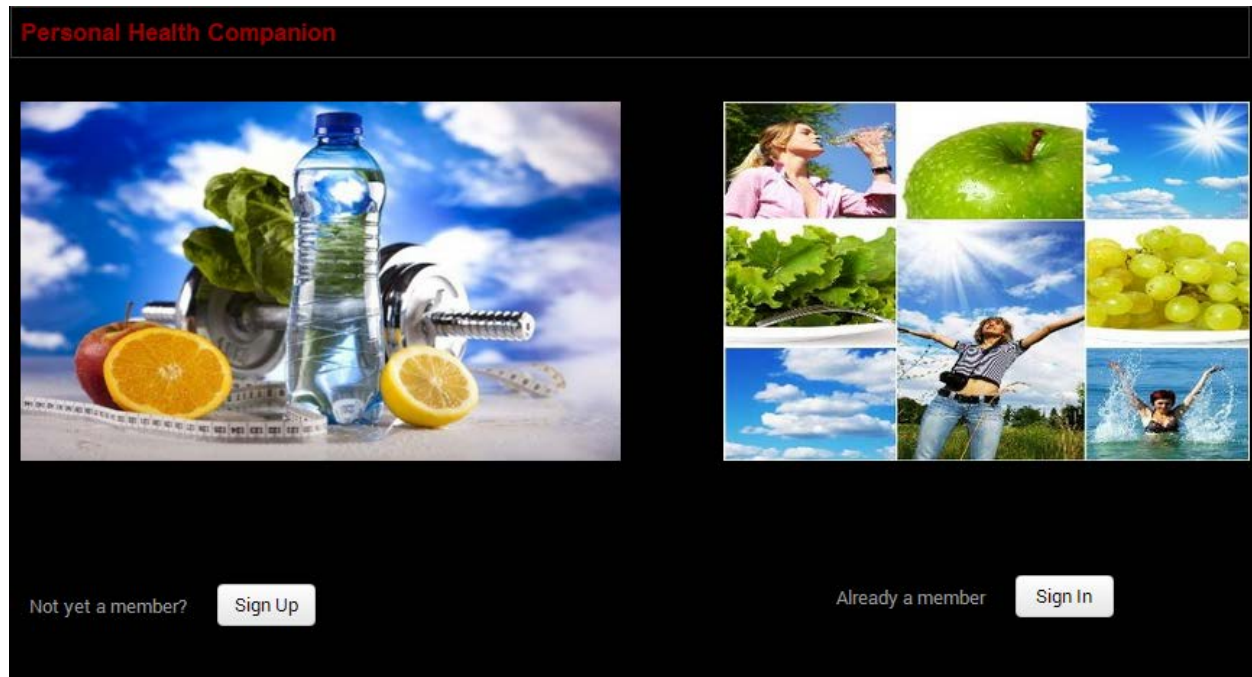 Personal Health Companion
Not yet a member? Sign Up
Already a member Sign In